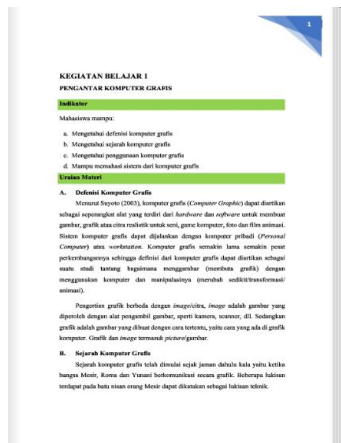 1
KEGIATAN BELAJAR 1
PENGANTAR KOMPUTER GRAFIS
Indikator
Mahasiswa mampu:
a. Mengetahui defenisi komputer grafis
b. Mengetahui sejarah komputer grafis
c. Mengetahui penggunaan komputer grafis
d. Mampu memahasi sistem dari komputer grafis
Uraian Materi
A. Defenisi Komputer Grafis
Menurut Suyoto (2003), komputer grafis (Computer Graphic) dapat diartikan
sebagai seperangkat alat yang terdiri dari hardware dan software untuk membuat
gambar, grafik atau citra realistik untuk seni, game komputer, foto dan film animasi.
Sistem komputer grafis dapat dijalankan dengan komputer pribadi (Personal
Computer) atau workstation. Komputer grafis semakin lama semakin pesat
perkembangannya sehingga definisi dari komputer grafis dapat diartikan sebagai
suatu studi tantang bagaimana menggambar (membuta grafik) dengan
menggunakan komputer dan manipulasinya (merubah sedikit/transformasi/
animasi).
Pengertian grafik berbeda dengan image/citra, image adalah gambar yang
diperoleh dengan alat pengambil gambar, sperti kamera, scanner, dll. Sedangkan
grafik adalah gambar yang dibuat dengan cara tertentu, yaitu cara yang ada di grafik
komputer. Grafik dan image termasuk picture/gambar.
B. Sejarah Komputer Grafis
Sejarah komputer grafis telah dimulai sejak jaman dahulu kala yaitu ketika
bangsa Mesir, Roma dan Yunani berkomunikasi secara grafik. Beberapa lukisan
terdapat pada batu nisan orang Mesir dapat dikatakan sebagai lukisan teknik.